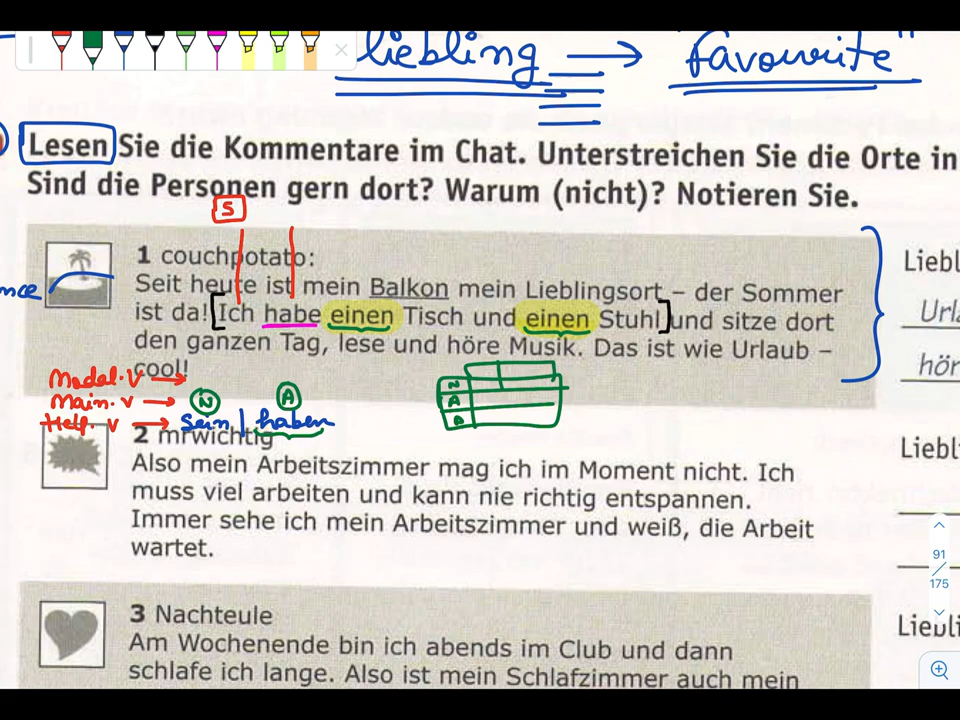 liebling → "Favourite"
Lesen Sie die Kommentare im Chat. Unterstreichen Sie die Orte in
Sind die Personen gern dort? Warum (nicht)? Notieren Sie.
S
1 couchpotato:
Seit heute ist mein Balkon mein Lieblingsort – der Sommer
ist da! [Ich habe einen Tisch und einen Stuhl] und sitze dort
den ganzen Tag, lese und höre Musik. Das ist wie Urlaub –
cool!
Liebl
Urla
hör
Modal. V →
Main. v →
Help. v → sein | haben
N A
N
A
D
2 mrwichtig
Also mein Arbeitszimmer mag ich im Moment nicht. Ich
muss viel arbeiten und kann nie richtig entspannen.
Immer sehe ich mein Arbeitszimmer und weiß, die Arbeit
wartet.
Liebli
91
175
3 Nachteule
Am Wochenende bin ich abends im Club und dann
schlafe ich lange. Also ist mein Schlafzimmer auch mein
Liebli